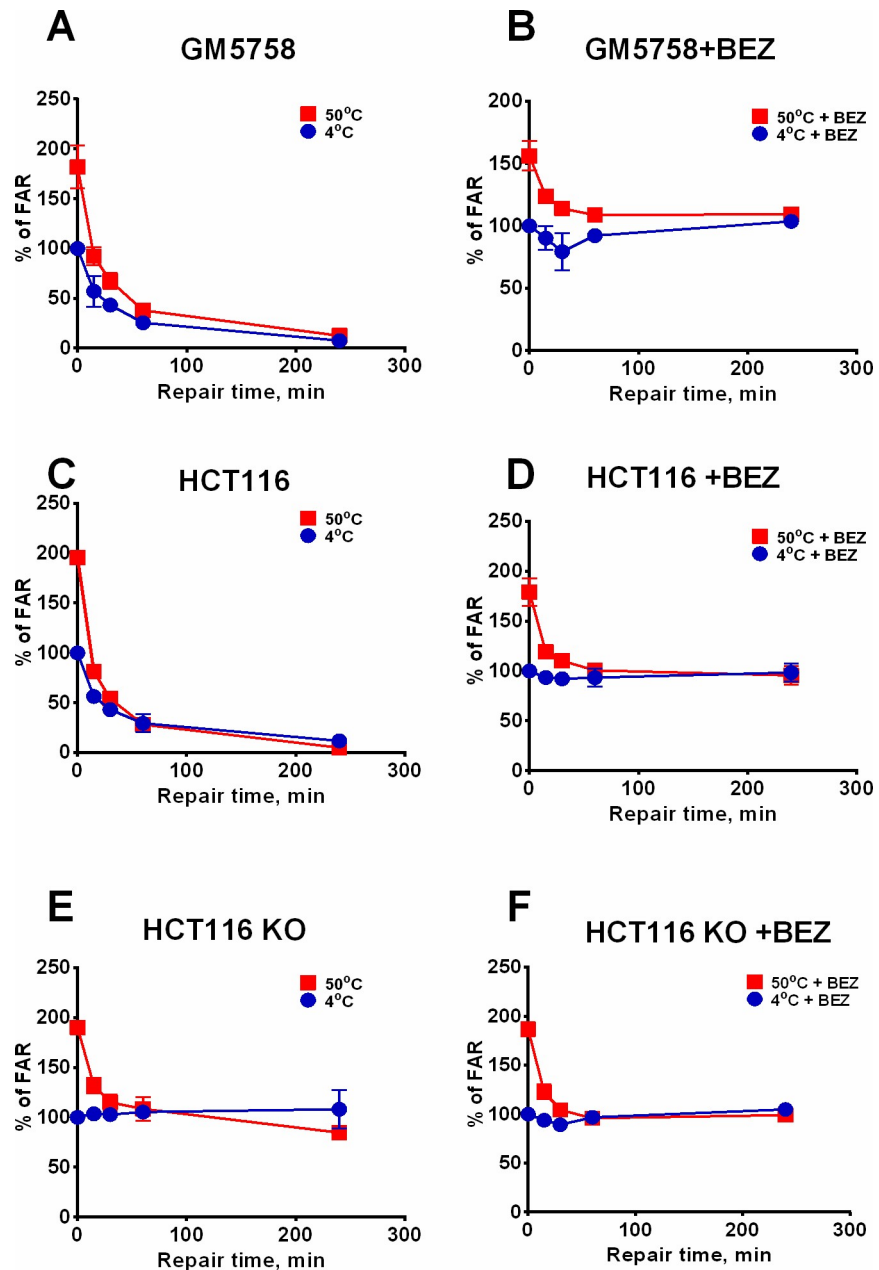 A
GM5758
250
200
150
100
50
0
% of FAR
50°C
4°C
0
100
200
300
Repair time, min
B
GM5758+BEZ
200
150
100
50
0
% of FAR
50°C + BEZ
4°C + BEZ
0
100
200
300
Repair time, min
C
HCT116
250
200
150
100
50
0
% of FAR
50°C
4°C
0
100
200
300
Repair time, min
D
HCT116 +BEZ
250
200
150
100
50
0
% of FAR
50°C + BEZ
4°C + BEZ
0
100
200
300
Repair time, min
E
HCT116 KO
250
200
150
100
50
0
% of FAR
50°C
4°C
0
100
200
300
Repair time, min
F
HCT116 KO +BEZ
250
200
150
100
50
0
% of FAR
50°C + BEZ
4°C + BEZ
0
100
200
300
Repair time, min